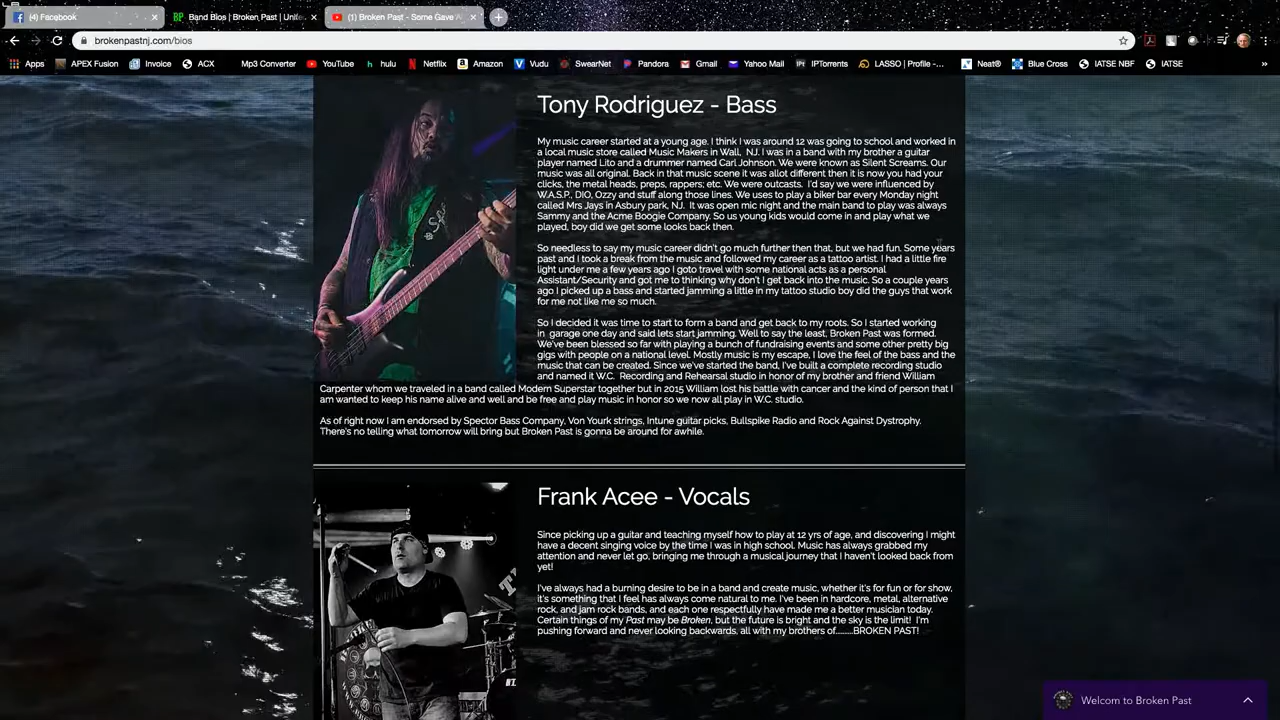 (4) Facebook
Band Bios | Broken Past | Unite
(1) Broken Past - Some Gave A
brokenpastnj.com/bios
Apps APEX Fusion Invoice ACX Mp3 Converter YouTube hulu Netflix Amazon Vudu SwearNet Pandora Gmail Yahoo Mail IPTorrents LASSO | Profile -... Neat® Blue Cross IATSE NBF IATSE »
Tony Rodriguez - Bass
My music career started at a young age. I think I was around 12 was going to school and worked
in a local music store called Music Makers in Wall, NJ. I was in a band with my brother a guitar
player named Lito and a drummer named Carl Johnson. We were known as Silent Screams. Our
music was all original. Back in that music scene it was allot different then it is now you had your
clicks, the metal heads, preps, rappers; etc. We were outcasts. I'd say we were influenced by
W.A.S.P., DIO, Ozzy and stuff along those lines. We uses to play a biker bar every Monday night
called Mrs Jays in Asbury park, NJ. It was open mic night and the main band to play was always
Sammy and the Acme Boogie Company. So us young kids would come in and play what we
played, boy did we get some looks back then.
So needless to say my music career didn't go much further then that, but we had fun. Some years
past and I took a break from the music and followed my career as a tattoo artist. I had a little fire
light under me a few years ago I goto travel with some national acts as a personal
Assistant/Security and got me to thinking why don't I get back into the music. So a couple years
ago I picked up a bass and started jamming a little in my tattoo studio boy did the guys that work
for me not like me so much.
So I decided it was time to start to form a band and get back to my roots. So I started working
in garage one day and said lets start jamming. Well to say the least, Broken Past was formed.
We've been blessed so far with playing a bunch of fundraising events and some other pretty big
gigs with people on a national level. Mostly music is my escape, I love the feel of the bass and the
music that can be created. Since we've started the band, I've built a complete recording studio
and named it W.C. Recording and Rehearsal studio in honor of my brother and friend William
Carpenter whom we traveled in a band called Modern Superstar together but in 2015 William lost his battle with cancer and the kind of person that I
am wanted to keep his name alive and well and be free and play music in honor so we now all play in W.C. studio.
As of right now I am endorsed by Spector Bass Company, Von Yourk strings, Intune guitar picks, Bullspike Radio and Rock Against Dystrophy.
There's no telling what tomorrow will bring but Broken Past is gonna be around for awhile.
Frank Acee - Vocals
Since picking up a guitar and teaching myself how to play at 12 yrs of age, and discovering I might
have a decent singing voice by the time I was in high school. Music has always grabbed my
attention and never let go, bringing me through a musical journey that I haven't looked back from
yet!
I've always had a burning desire to be in a band and create music, whether it's for fun or for show,
it's something that I feel has always come natural to me. I've been in hardcore, metal, alternative
rock, and jam rock bands, and each one respectfully have made me a better musician today.
Certain things of my Past may be Broken, but the future is bright and the sky is the limit! I'm
pushing forward and never looking backwards, all with my brothers of.........BROKEN PAST!
Welcom to Broken Past